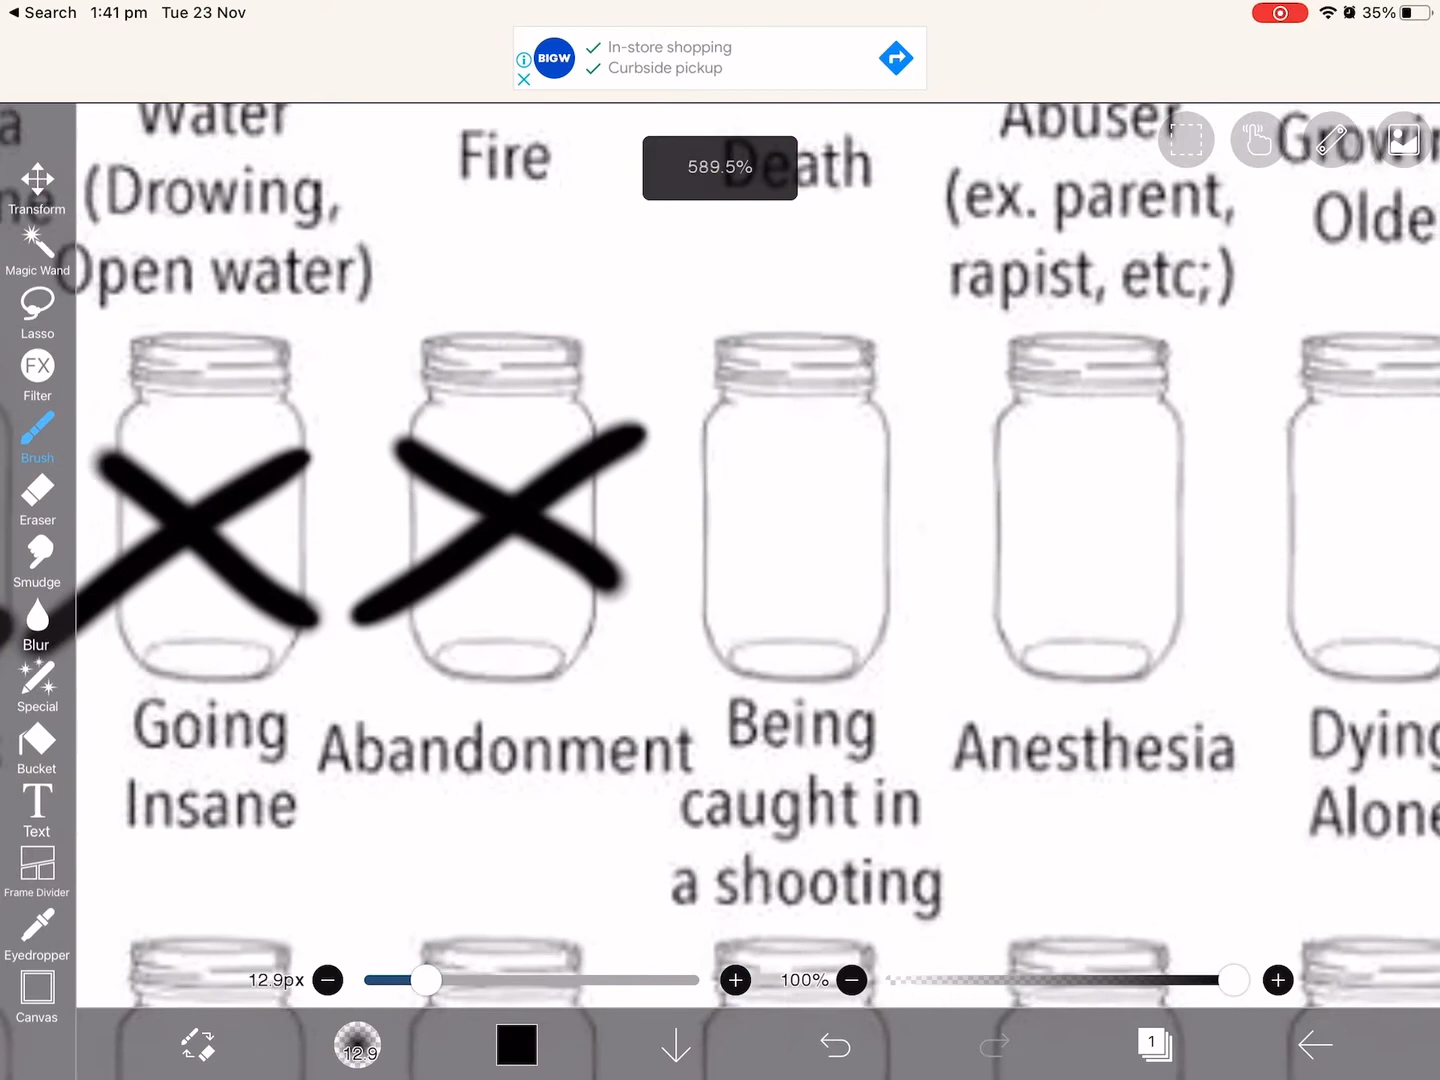 Search 1:41 pm Tue 23 Nov
35%
BIGW
In-store shopping
Curbside pickup
Water
(Drowing,
Open water)
Fire
Death
589.5%
Abuser
(ex. parent,
rapist, etc;)
Growin
Olde
Transform
Magic Wand
Lasso
FX
Filter
Brush
Eraser
Smudge
Blur
Special
Bucket
T
Text
Frame Divider
Eyedropper
Canvas
Going
Insane
Abandonment
Being
caught in
a shooting
Anesthesia
Dying
Alone
12.9px
100%
12.9
1